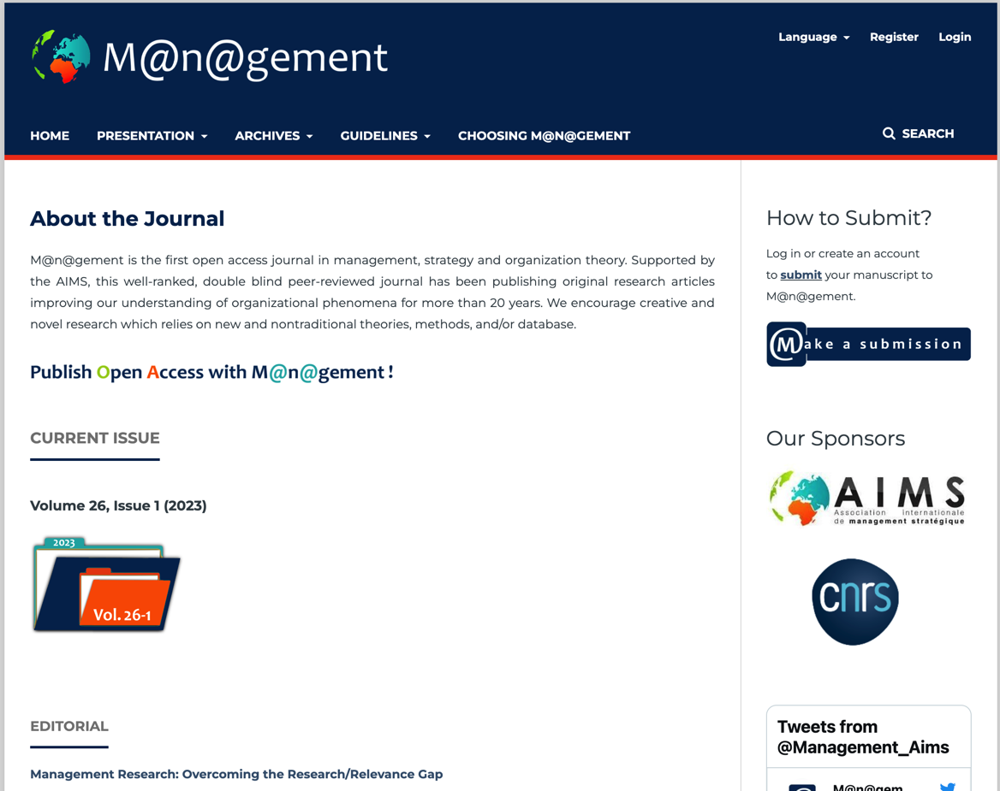 M@n@gement
Language
Register
Login
HOME
PRESENTATION
ARCHIVES
GUIDELINES
CHOOSING M@N@GEMENT
SEARCH
About the Journal
M@n@gement is the first open access journal in management, strategy and organization theory. Supported by
the AIMS, this well-ranked, double blind peer-reviewed journal has been publishing original research articles
improving our understanding of organizational phenomena for more than 20 years. We encourage creative and
novel research which relies on new and nontraditional theories, methods, and/or database.
Publish Open Access with M@n@gement !
CURRENT ISSUE
Volume 26, Issue 1 (2023)
2023
Vol. 26-1
EDITORIAL
Management Research: Overcoming the Research/Relevance Gap
How to Submit?
Log in or create an account
to submit your manuscript to
M@n@gement.
Make a submission
Our Sponsors
AIMS
Association internationale
de management stratégique
cnrs
Tweets from
@Management_Aims
M@n@gem